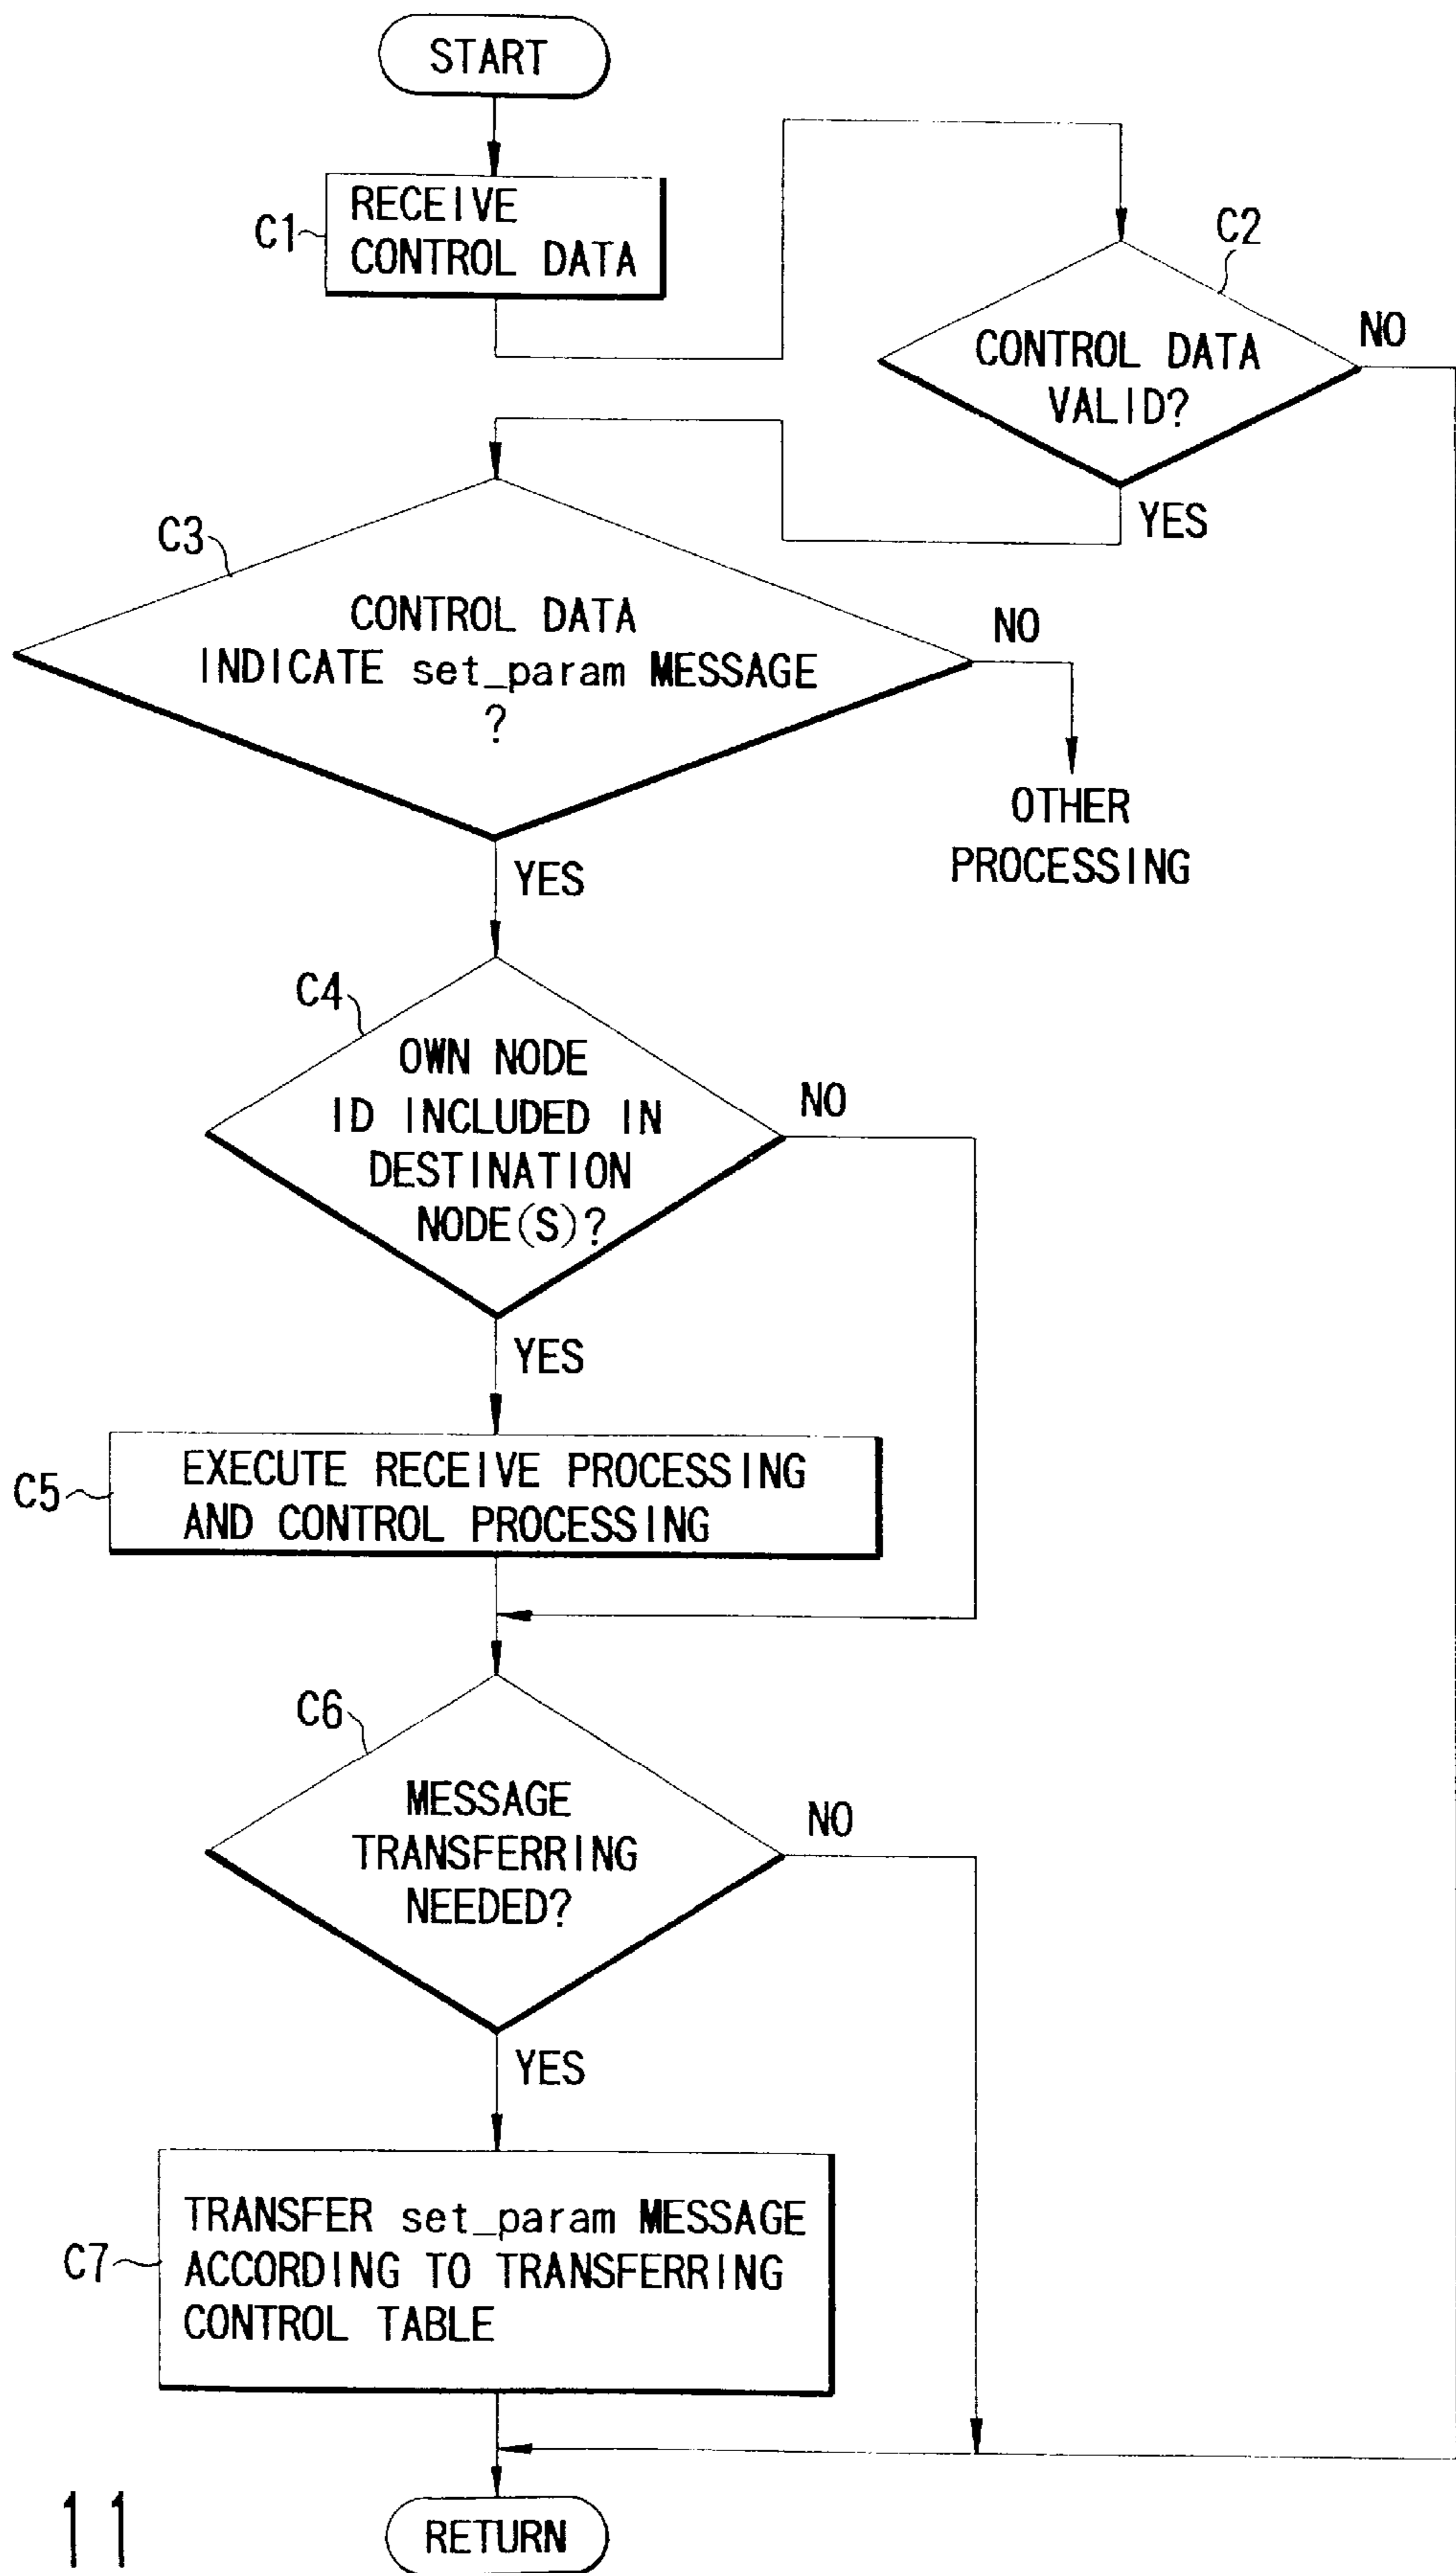 START
C1
RECEIVE
CONTROL DATA
C2
CONTROL DATA
VALID?
NO
YES
C3
CONTROL DATA
INDICATE set_param MESSAGE
?
NO
OTHER
PROCESSING
YES
C4
OWN NODE
ID INCLUDED IN
DESTINATION
NODE(S)?
NO
YES
C5
EXECUTE RECEIVE PROCESSING
AND CONTROL PROCESSING
C6
MESSAGE
TRANSFERRING
NEEDED?
NO
YES
C7
TRANSFER set_param MESSAGE
ACCORDING TO TRANSFERRING
CONTROL TABLE
RETURN
11